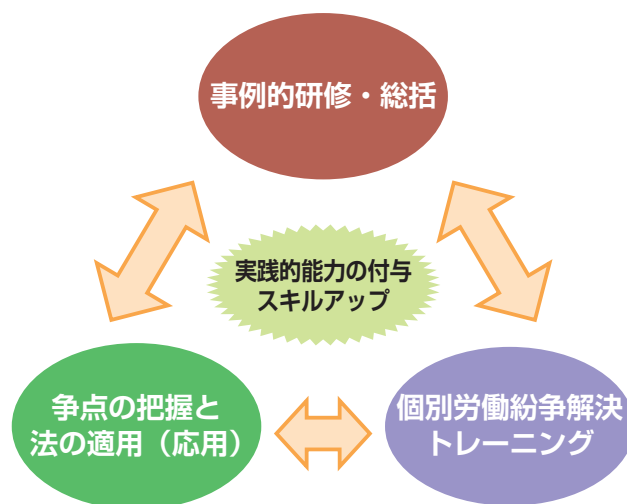 事例的研修・総括
実践的能力の付与
スキルアップ
争点の把握と
法の適用（応用）
個別労働紛争解決
トレーニング